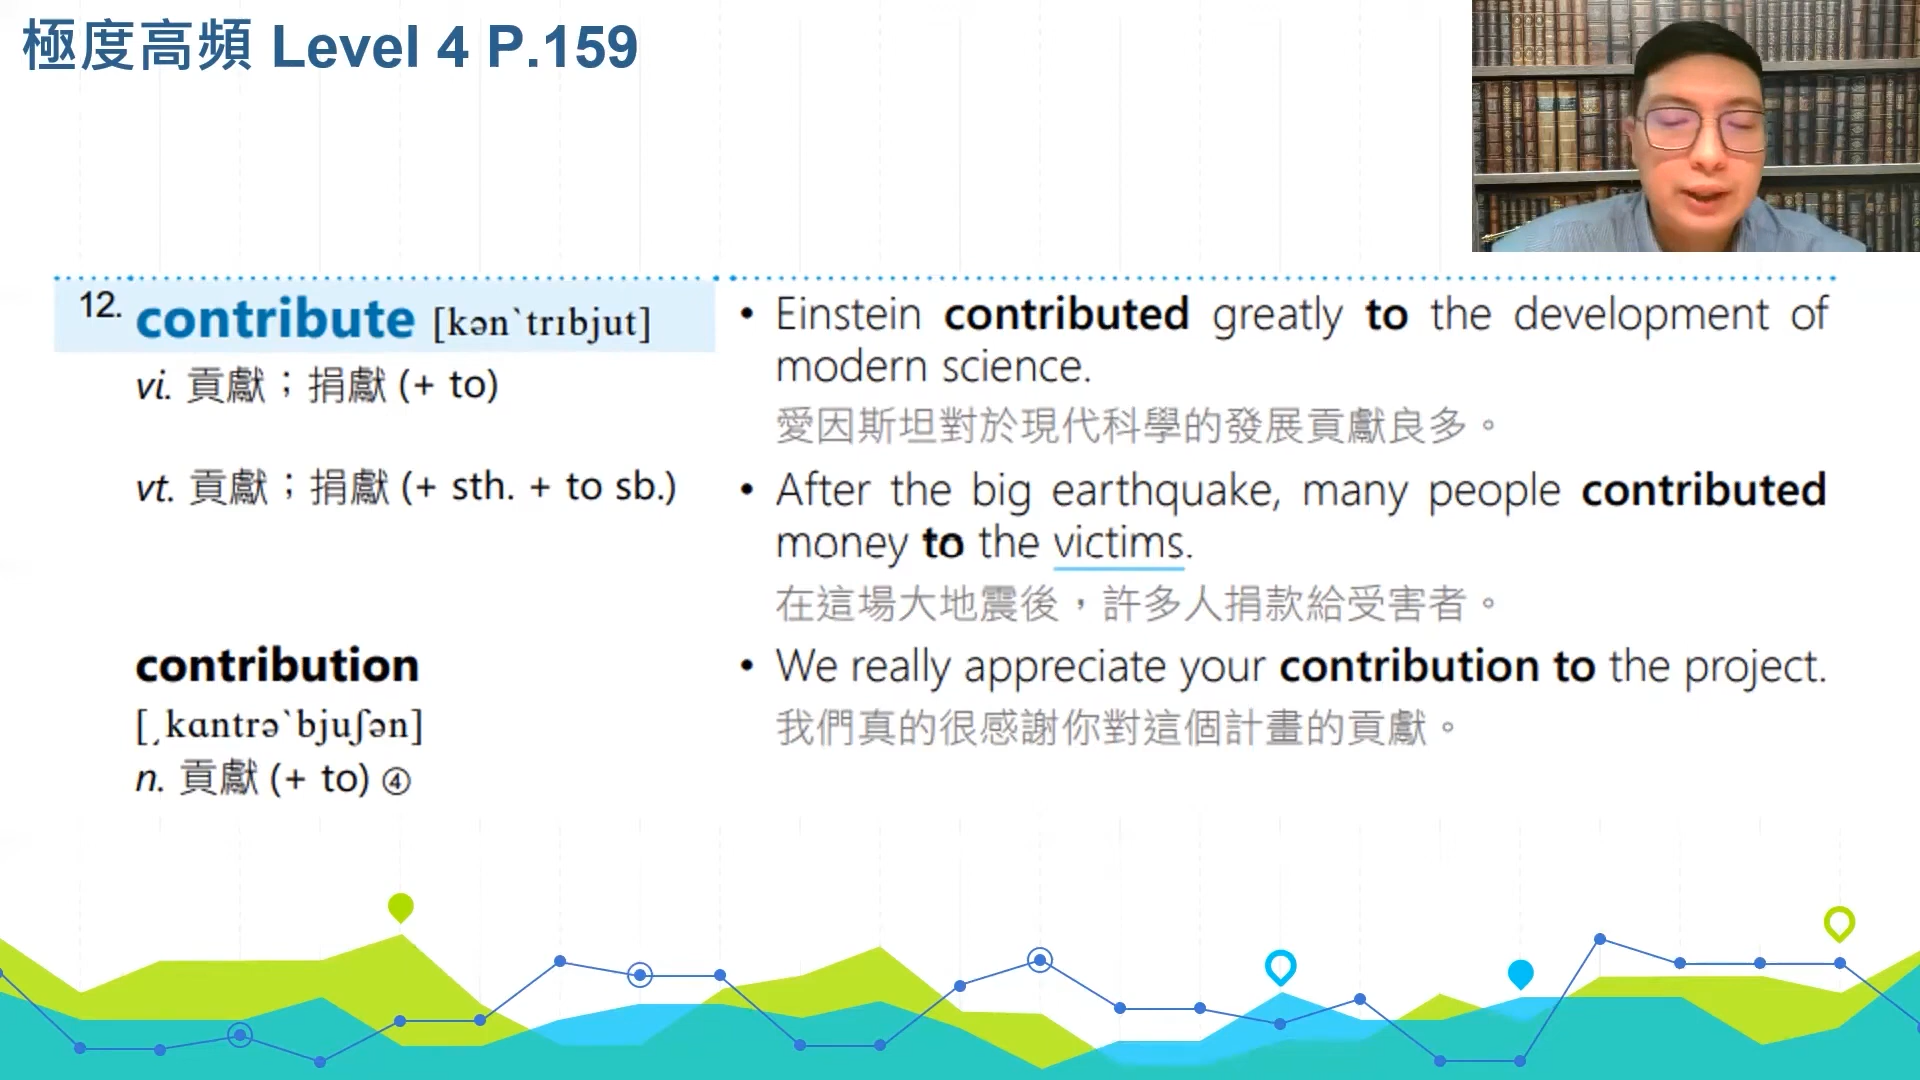 極度高頻 Level 4 P.159
12. contribute [kən`trɪbjut]
vi. 貢獻；捐獻 (+ to)
vt. 貢獻；捐獻 (+ sth. + to sb.)
contribution
[ˌkɑntrə`bjuʃən]
n. 貢獻 (+ to) ④
• Einstein contributed greatly to the development of
modern science.
愛因斯坦對於現代科學的發展貢獻良多。
• After the big earthquake, many people contributed
money to the victims.
在這場大地震後，許多人捐款給受害者。
• We really appreciate your contribution to the project.
我們真的很感謝你對這個計畫的貢獻。